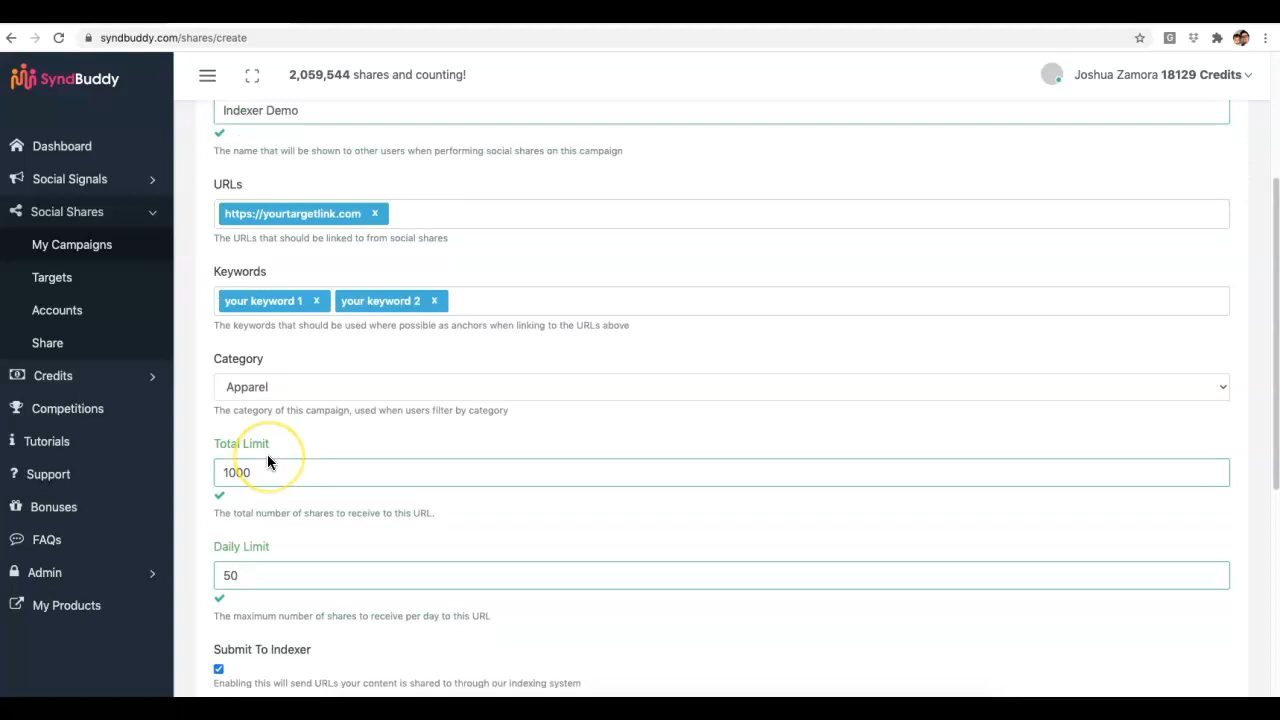 syndbuddy.com/shares/create
SyndBuddy
2,059,544 shares and counting!
Joshua Zamora 18129 Credits
Dashboard
Social Signals
Social Shares
My Campaigns
Targets
Accounts
Share
Credits
Competitions
Tutorials
Support
Bonuses
FAQs
Admin
My Products
Indexer Demo
The name that will be shown to other users when performing social shares on this campaign
URLs
https://yourtargetlink.com x
The URLs that should be linked to from social shares
Keywords
your keyword 1 x your keyword 2 x
The keywords that should be used where possible as anchors when linking to the URLs above
Category
Apparel
The category of this campaign, used when users filter by category
Total Limit
1000
The total number of shares to receive to this URL.
Daily Limit
50
The maximum number of shares to receive per day to this URL
Submit To Indexer
Enabling this will send URLs your content is shared to through our indexing system